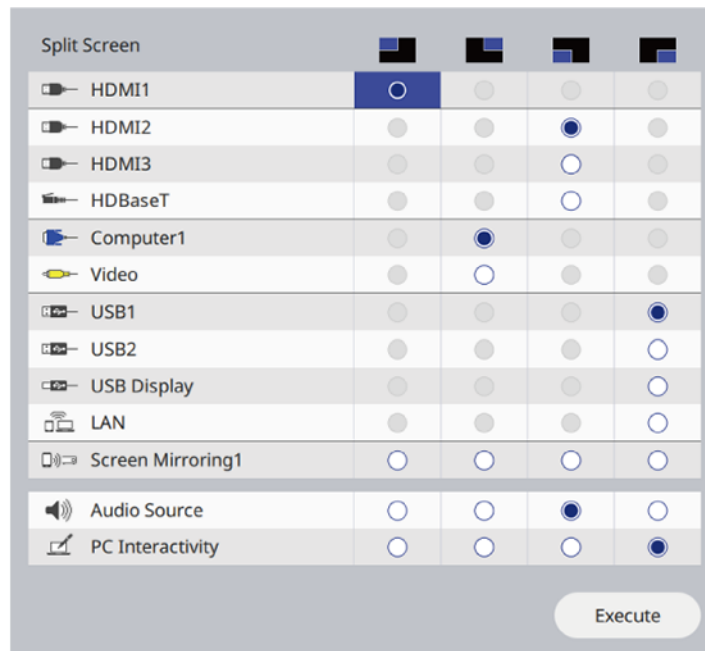 Split Screen
HDMI1
HDMI2
HDMI3
HDBaseT
Computer1
Video
USB1
USB2
USB Display
LAN
Screen Mirroring1
Audio Source
PC Interactivity
Execute